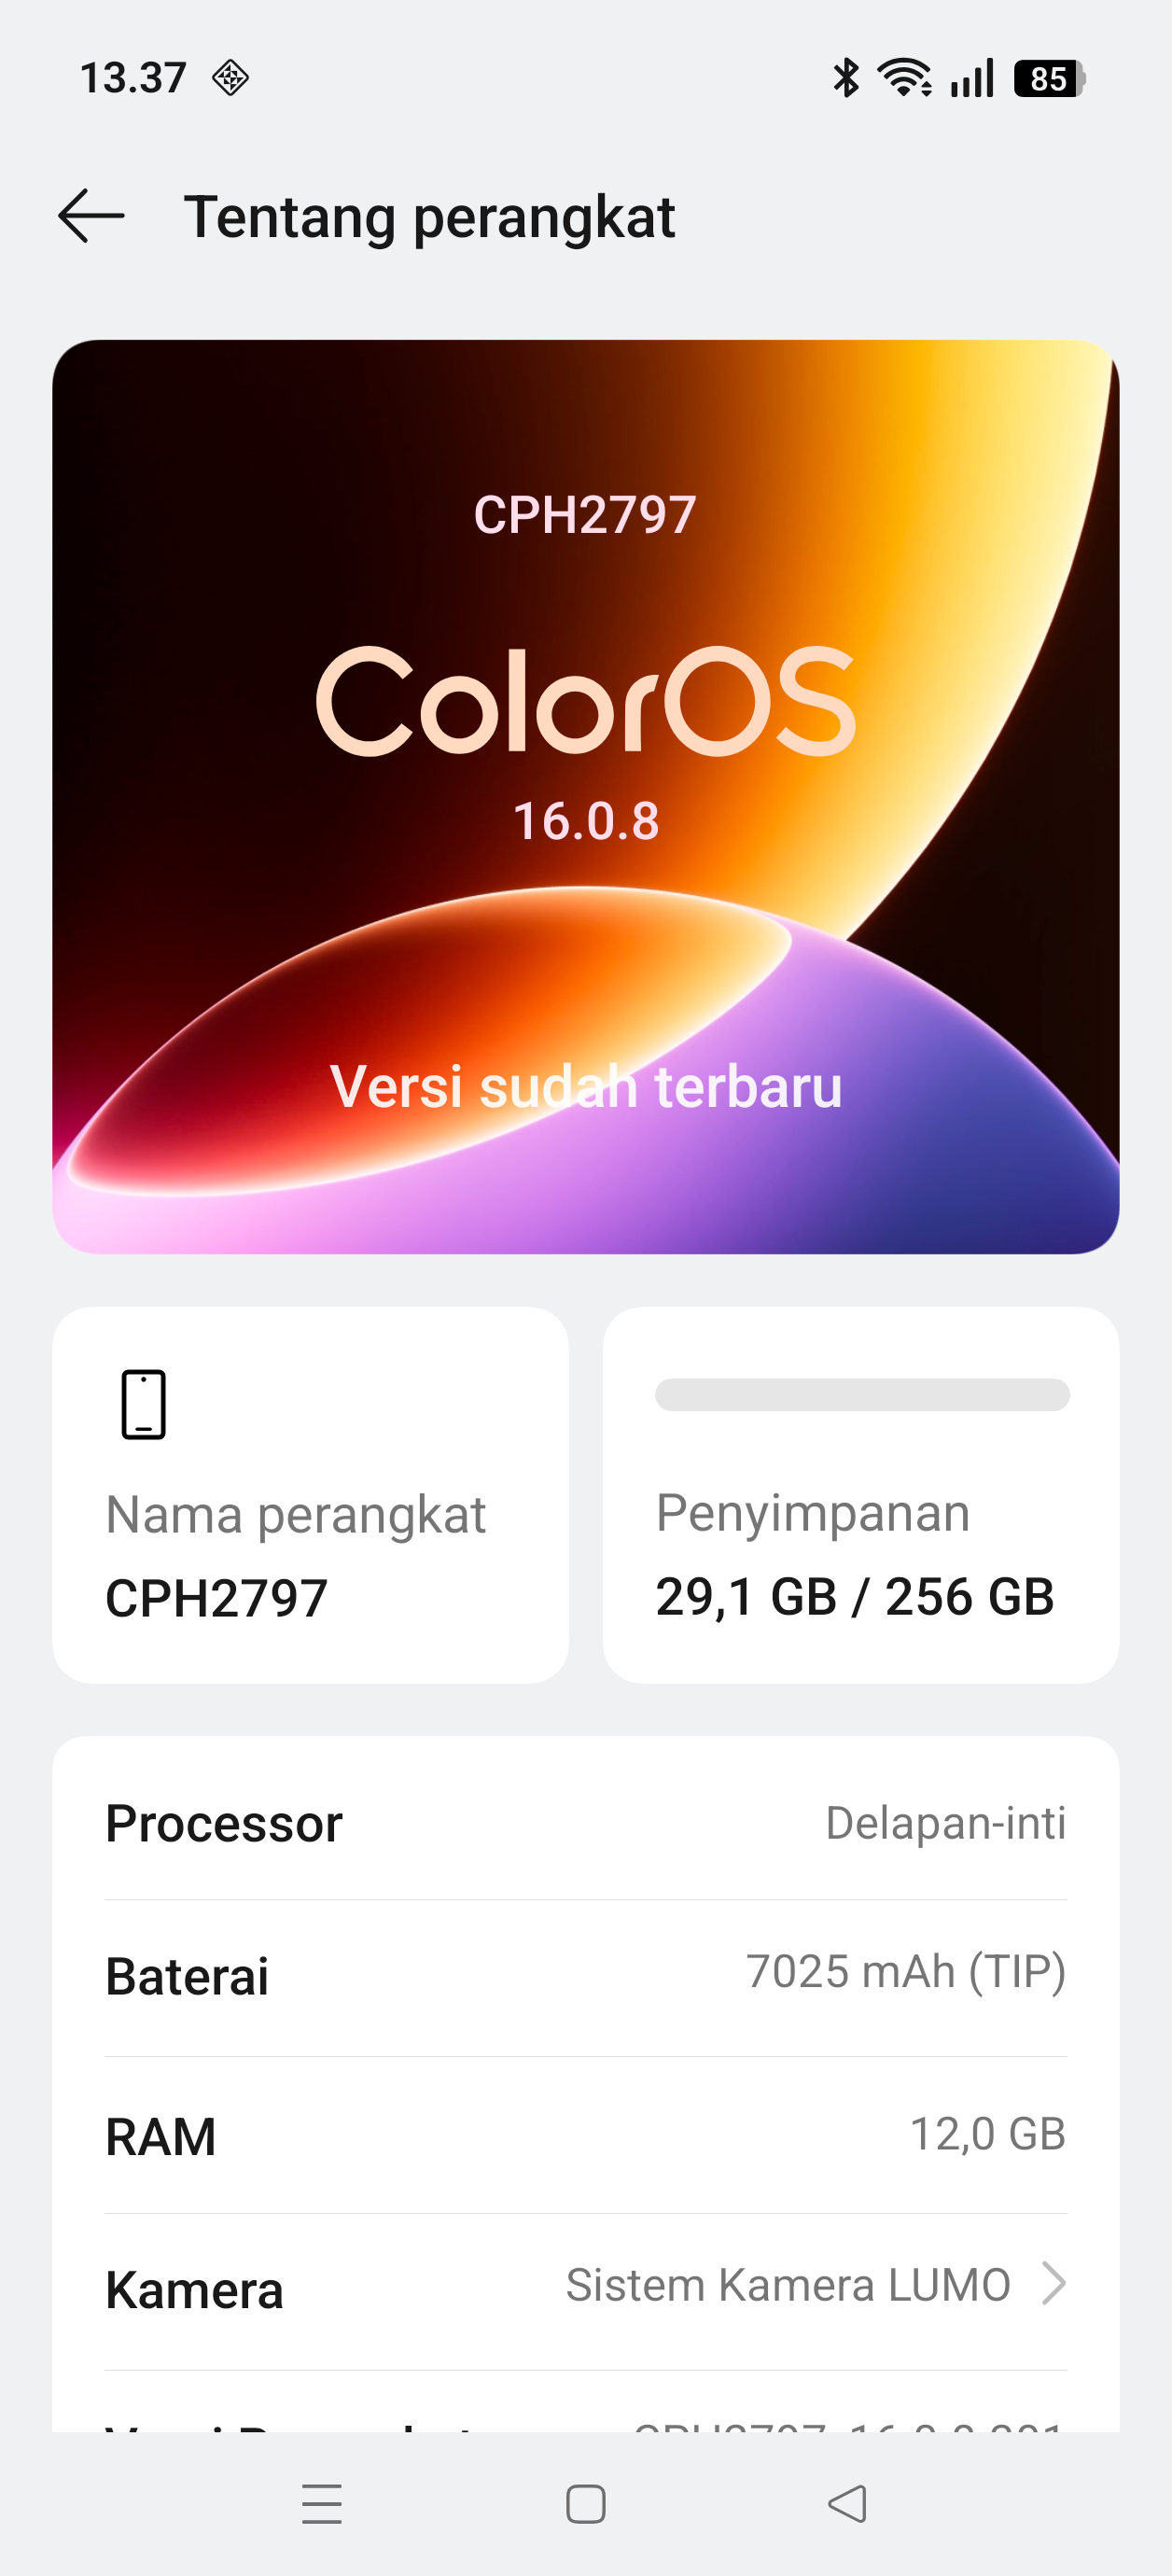 13.37
85
Tentang perangkat
CPH2797
ColorOS
16.0.8
Versi sudah terbaru
Nama perangkat
CPH2797
Penyimpanan
29,1 GB / 256 GB
Processor
Delapan-inti
Baterai
7025 mAh (TIP)
RAM
12,0 GB
Kamera
Sistem Kamera LUMO